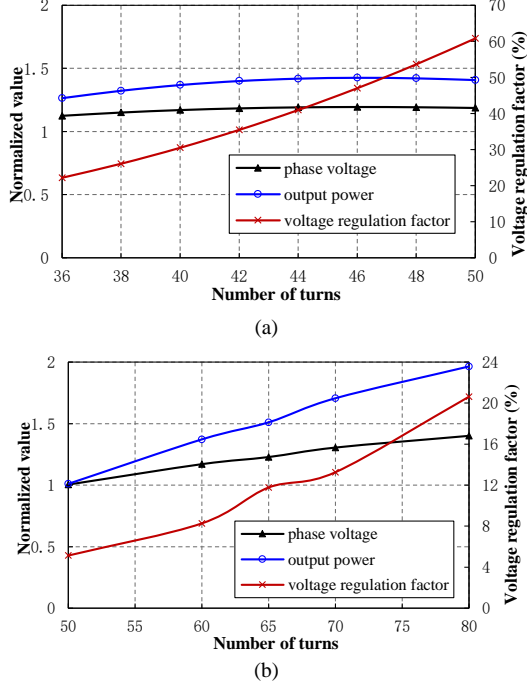 2
1.5
1
0.5
0
70
60
50
40
30
20
10
0
Normalized value
Voltage regulation factor (%)
phase voltage
output power
voltage regulation factor
36 38 40 42 44 46 48 50
Number of turns
(a)
2
1.5
1
0.5
0
24
20
16
12
8
4
0
Normalized value
Voltage regulation factor (%)
phase voltage
output power
voltage regulation factor
50 55 60 65 70 75 80
Number of turns
(b)